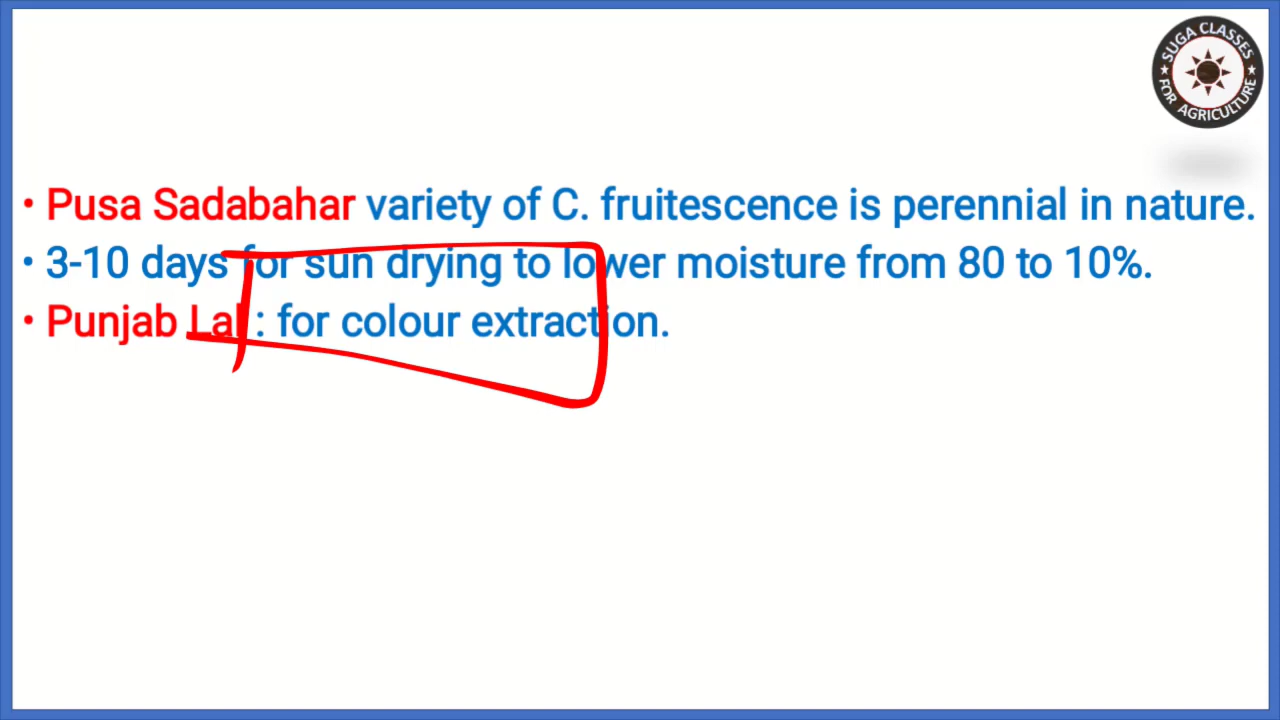 SUGA CLASSES
FOR AGRICULTURE
• Pusa Sadabahar variety of C. fruitescence is perennial in nature.
• 3-10 days for sun drying to lower moisture from 80 to 10%.
• Punjab Lal : for colour extraction.